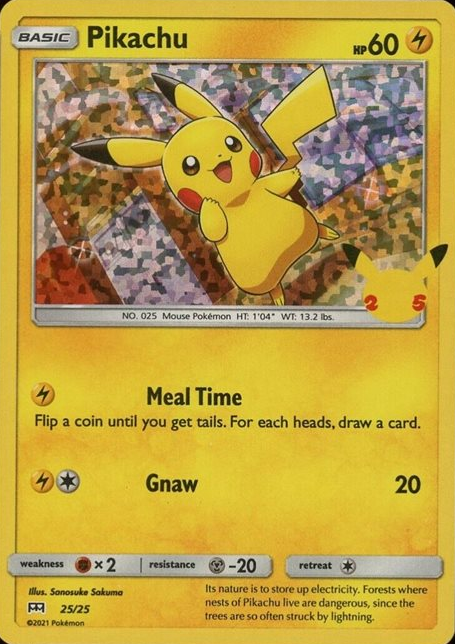 BASIC Pikachu HP60
NO. 025 Mouse Pokémon HT: 1'04" WT: 13.2 lbs.
25
Meal Time
Flip a coin until you get tails. For each heads, draw a card.
Gnaw 20
weakness ×2 resistance -20 retreat
Illus. Sanosuke Sakuma
25/25
©2021 Pokémon
Its nature is to store up electricity. Forests where
nests of Pikachu live are dangerous, since the
trees are so often struck by lightning.